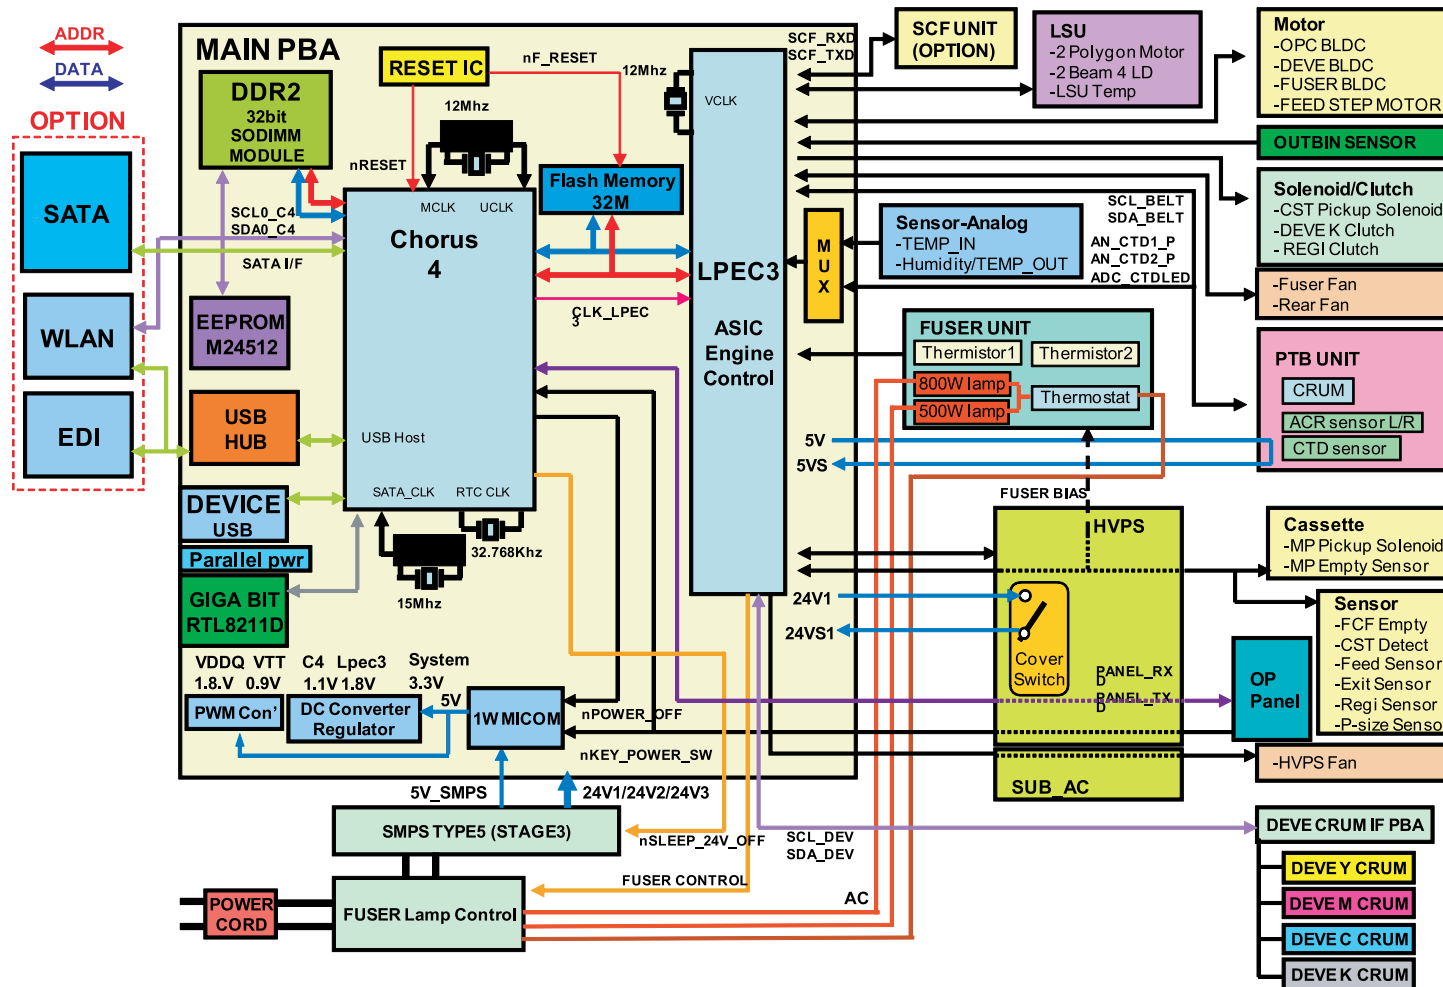 ADDR
DATA
OPTION
SATA
WLAN
EDI
MAIN PBA
DDR2
32bit
SODIMM
MODULE
RESET IC
nF_RESET
12Mhz
12Mhz
VCLK
nRESET
Flash Memory
32M
MCLK
UCLK
Chorus
4
SCL0_C4
SDA0_C4
SATA I/F
EEPROM
M24512
CLK_LPEC
3
LPEC3
ASIC
Engine
Control
USB
HUB
USB Host
DEVICE
USB
SATA_CLK
RTC CLK
Parallel pwr
32.768Khz
15Mhz
GIGA BIT
RTL8211D
VDDQ
VTT
C4
Lpec3
System
1.8.V
0.9V
1.1V
1.8V
3.3V
5V
PWM Con'
DC Converter
Regulator
1W MICOM
nPOWER_OFF
nKEY_POWER_SW
5V_SMPS
24V1/24V2/24V3
SMPS TYPE5 (STAGE3)
nSLEEP_24V_OFF
FUSER CONTROL
POWER
CORD
FUSER Lamp Control
AC
SCL_DEV
SDA_DEV
SCF_RXD
SCF_TXD
SCF UNIT
(OPTION)
LSU
-2 Polygon Motor
-2 Beam 4 LD
-LSU Temp
Motor
-OPC BLDC
-DEVE BLDC
-FUSER BLDC
-FEED STEP MOTOR
OUTBIN SENSOR
Solenoid/Clutch
-CST Pickup Solenoid
-DEVE K Clutch
- REGI Clutch
SCL_BELT
SDA_BELT
AN_CTD1_P
AN_CTD2_P
ADC_CTDLED
M
U
X
Sensor-Analog
-TEMP_IN
-Humidity/TEMP_OUT
-Fuser Fan
-Rear Fan
FUSER UNIT
Thermistor1
Thermistor2
800W lamp
500W lamp
Thermostat
PTB UNIT
CRUM
ACR sensor L/R
CTD sensor
5V
5VS
FUSER BIAS
HVPS
24V1
24VS1
Cover
Switch
PANEL_RX
D
PANEL_TX
D
SUB_AC
Cassette
-MP Pickup Solenoid
-MP Empty Sensor
Sensor
-FCF Empty
-CST Detect
-Feed Sensor
-Exit Sensor
-Regi Sensor
-P-size Senso
OP
Panel
-HVPS Fan
DEVE CRUM IF PBA
DEVE Y CRUM
DEVE M CRUM
DEVE C CRUM
DEVE K CRUM